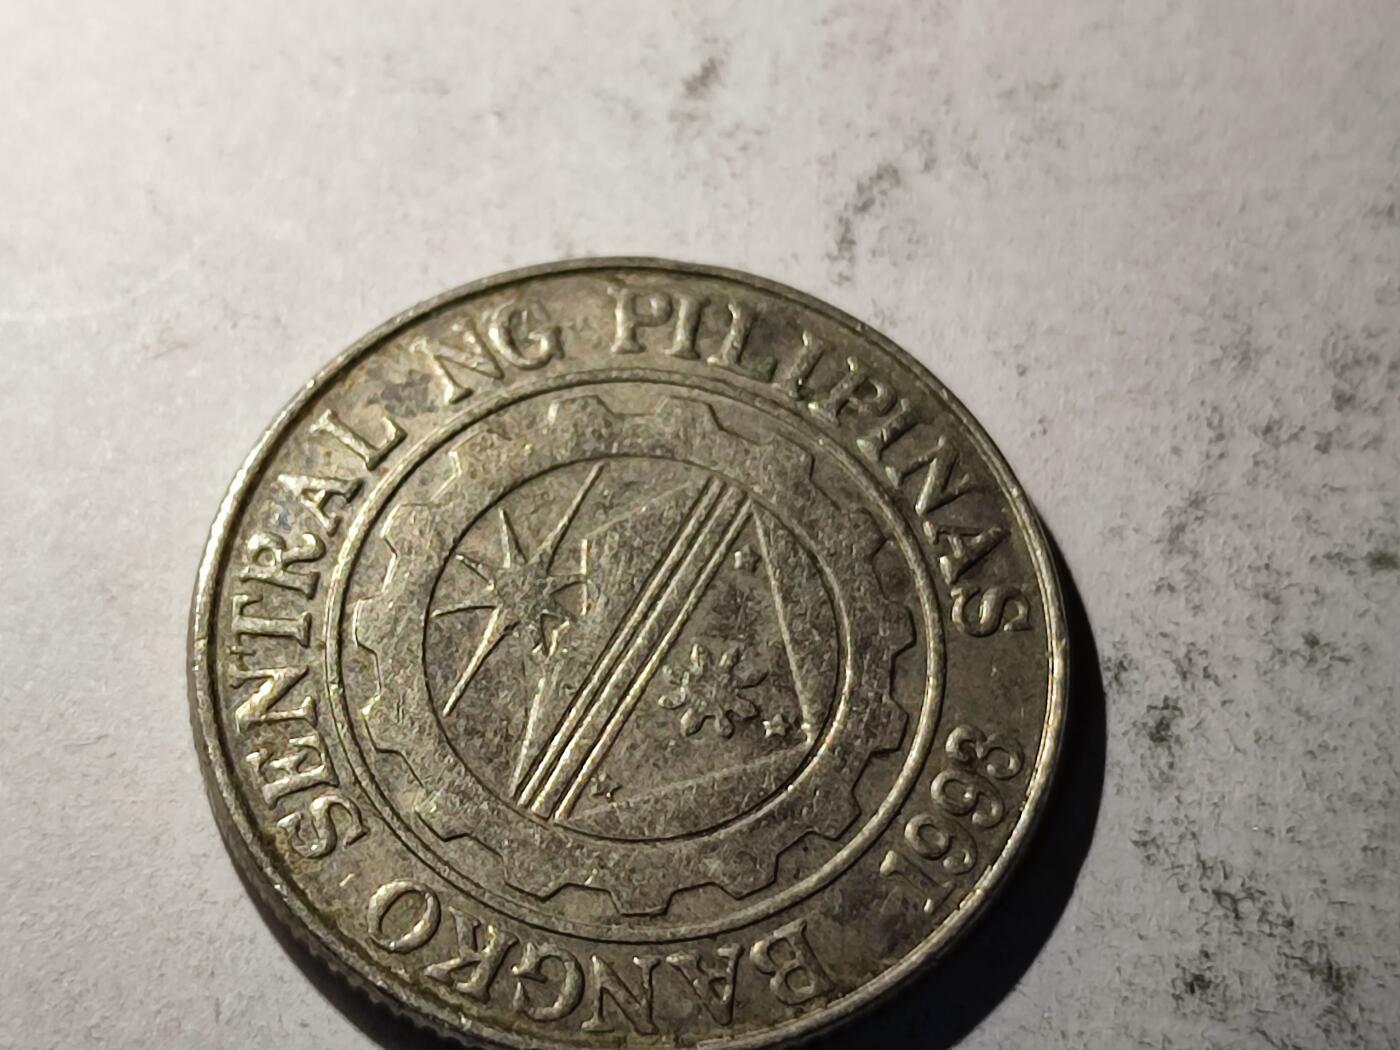 BANGKO SENTRAL NG PILIPINAS
1993